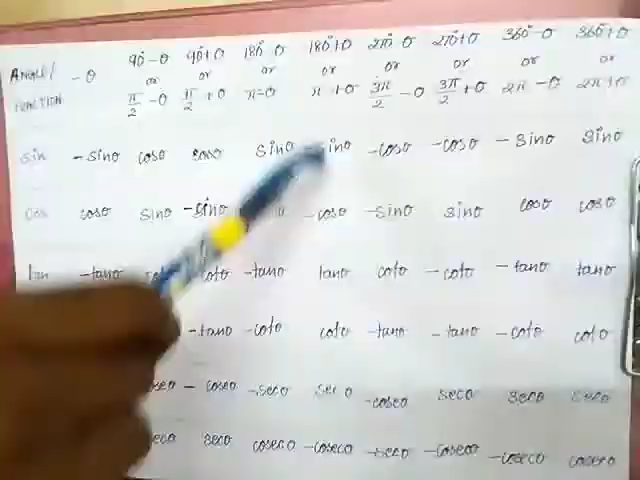 90°-θ 90°+θ 180°-θ 180°+θ 270°-θ 270°+θ 360°-θ 360°+θ
ANGLE/ -θ or or or or or or or or
FUNCTION π/2 -θ π/2 +θ π-θ π+θ 3π/2 -θ 3π/2 +θ 2π-θ 2π+θ
sin -sinθ cosθ cosθ sinθ sinθ -cosθ -cosθ -sinθ sinθ
cos cosθ sinθ -sinθ -cosθ -sinθ sinθ cosθ cosθ
tan -tanθ cotθ -tanθ tanθ cotθ -cotθ -tanθ tanθ
-tanθ -cotθ cotθ tanθ -tanθ -cotθ cotθ
-cosecθ -secθ secθ -cosecθ secθ secθ secθ
secθ cosecθ -cosecθ -secθ -cosecθ -cosecθ cosecθ